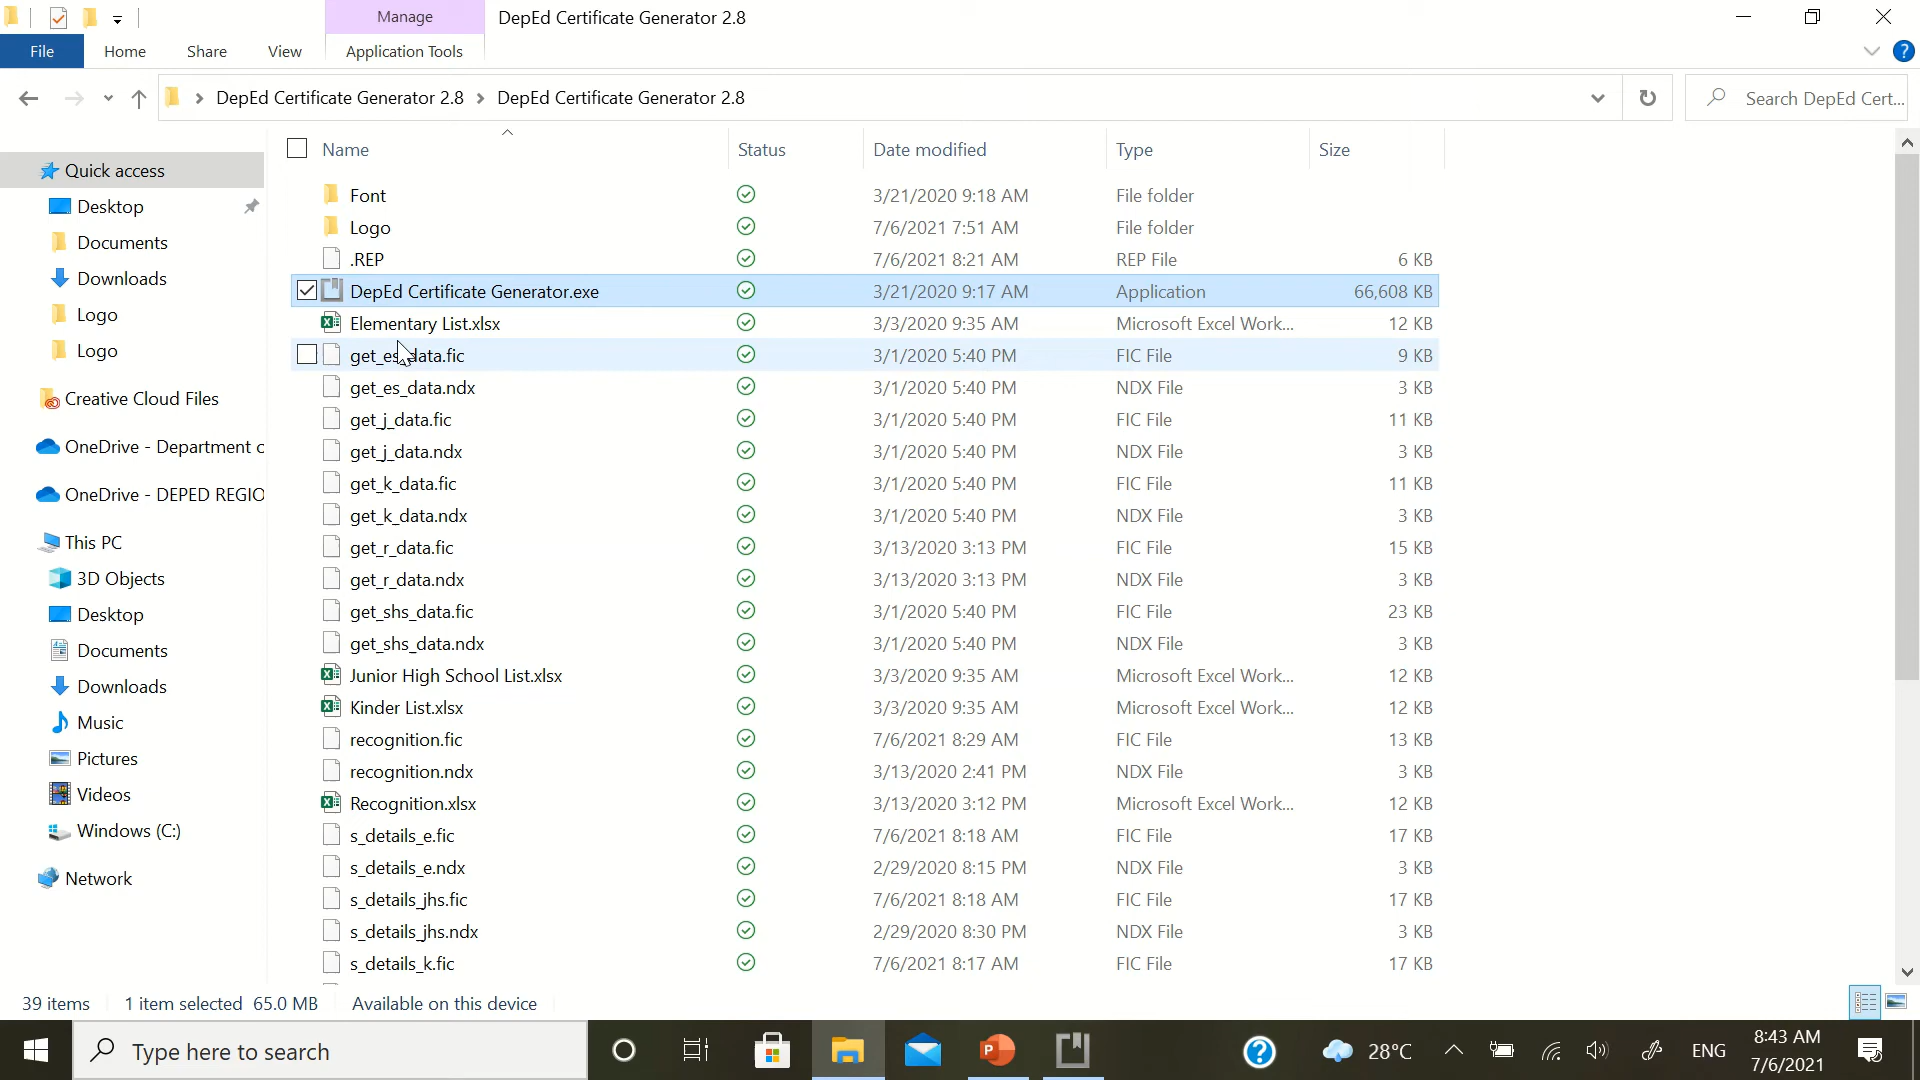 Manage
DepEd Certificate Generator 2.8
File
Home
Share
View
Application Tools
DepEd Certificate Generator 2.8 > DepEd Certificate Generator 2.8
Search DepEd Cert...
Name
Status
Date modified
Type
Size
Quick access
Desktop
Documents
Downloads
Logo
Logo
Creative Cloud Files
OneDrive - Department c
OneDrive - DEPED REGIO
This PC
3D Objects
Desktop
Documents
Downloads
Music
Pictures
Videos
Windows (C:)
Network
Font 3/21/2020 9:18 AM File folder
Logo 7/6/2021 7:51 AM File folder
.REP 7/6/2021 8:21 AM REP File 6 KB
DepEd Certificate Generator.exe 3/21/2020 9:17 AM Application 66,608 KB
Elementary List.xlsx 3/3/2020 9:35 AM Microsoft Excel Work... 12 KB
get_es_data.fic 3/1/2020 5:40 PM FIC File 9 KB
get_es_data.ndx 3/1/2020 5:40 PM NDX File 3 KB
get_j_data.fic 3/1/2020 5:40 PM FIC File 11 KB
get_j_data.ndx 3/1/2020 5:40 PM NDX File 3 KB
get_k_data.fic 3/1/2020 5:40 PM FIC File 11 KB
get_k_data.ndx 3/1/2020 5:40 PM NDX File 3 KB
get_r_data.fic 3/13/2020 3:13 PM FIC File 15 KB
get_r_data.ndx 3/13/2020 3:13 PM NDX File 3 KB
get_shs_data.fic 3/1/2020 5:40 PM FIC File 23 KB
get_shs_data.ndx 3/1/2020 5:40 PM NDX File 3 KB
Junior High School List.xlsx 3/3/2020 9:35 AM Microsoft Excel Work... 12 KB
Kinder List.xlsx 3/3/2020 9:35 AM Microsoft Excel Work... 12 KB
recognition.fic 7/6/2021 8:29 AM FIC File 13 KB
recognition.ndx 3/13/2020 2:41 PM NDX File 3 KB
Recognition.xlsx 3/13/2020 3:12 PM Microsoft Excel Work... 12 KB
s_details_e.fic 7/6/2021 8:18 AM FIC File 17 KB
s_details_e.ndx 2/29/2020 8:15 PM NDX File 3 KB
s_details_jhs.fic 7/6/2021 8:18 AM FIC File 17 KB
s_details_jhs.ndx 2/29/2020 8:30 PM NDX File 3 KB
s_details_k.fic 7/6/2021 8:17 AM FIC File 17 KB
39 items 1 item selected 65.0 MB Available on this device
Type here to search
28°C
ENG
8:43 AM
7/6/2021